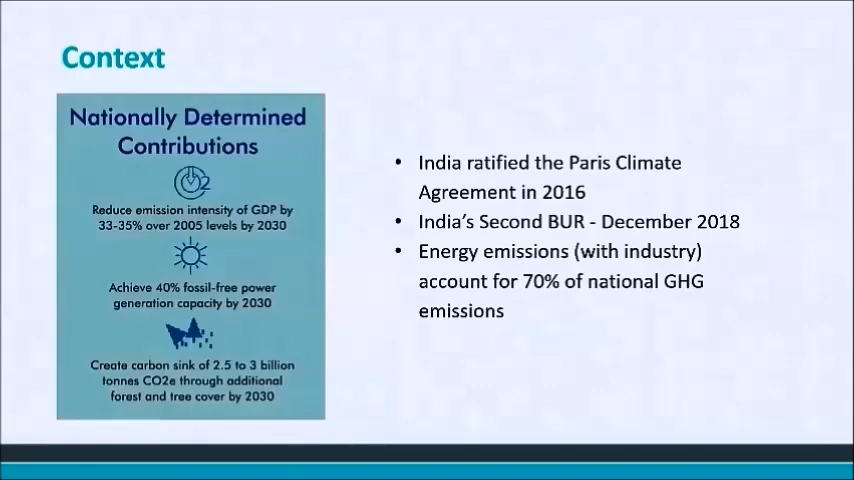 Context
Nationally Determined
Contributions
Reduce emission intensity of GDP by
33-35% over 2005 levels by 2030
Achieve 40% fossil-free power
generation capacity by 2030
Create carbon sink of 2.5 to 3 billion
tonnes CO2e through additional
forest and tree cover by 2030
• India ratified the Paris Climate
Agreement in 2016
• India’s Second BUR - December 2018
• Energy emissions (with industry)
account for 70% of national GHG
emissions